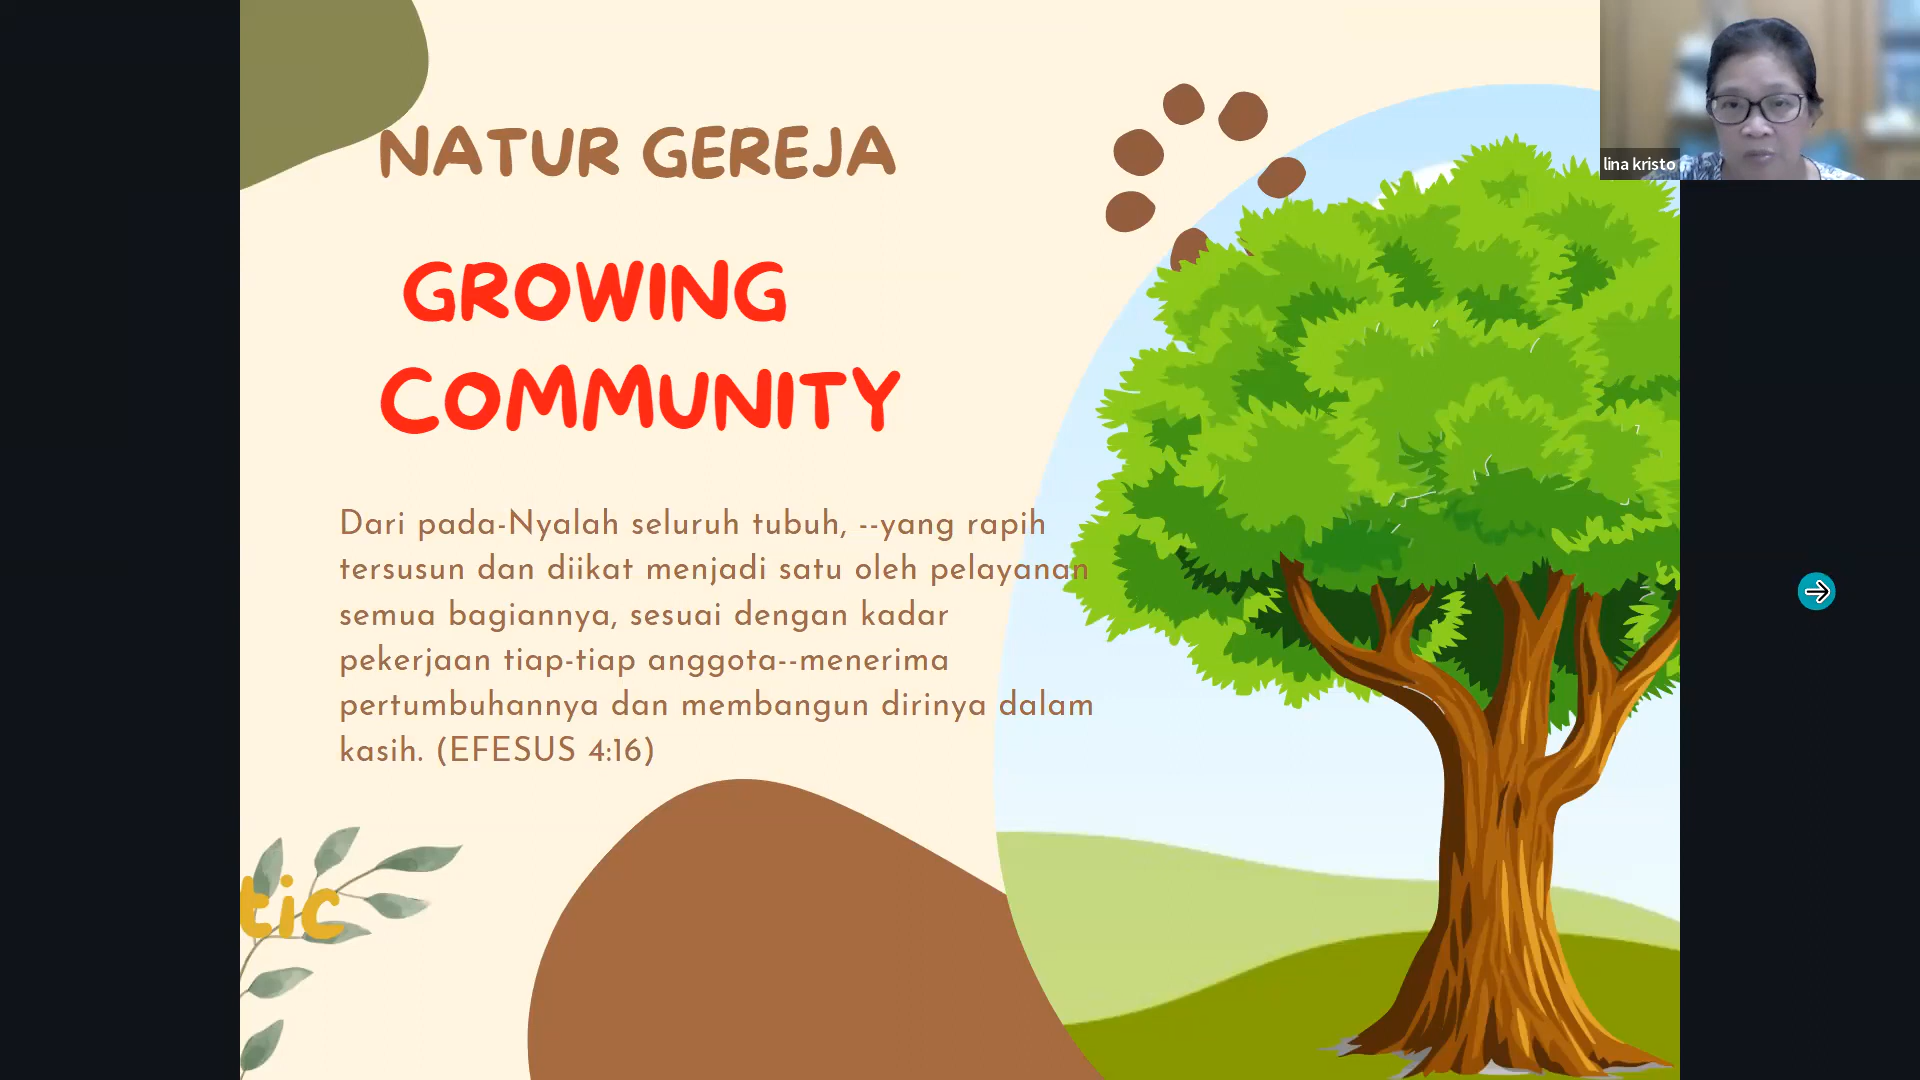 NATUR GEREJA
GROWING
COMMUNITY
Dari pada-Nyalah seluruh tubuh, --yang rapih
tersusun dan diikat menjadi satu oleh pelayanan
semua bagiannya, sesuai dengan kadar
pekerjaan tiap-tiap anggota--menerima
pertumbuhannya dan membangun dirinya dalam
kasih. (EFESUS 4:16)
tic
lina kristo